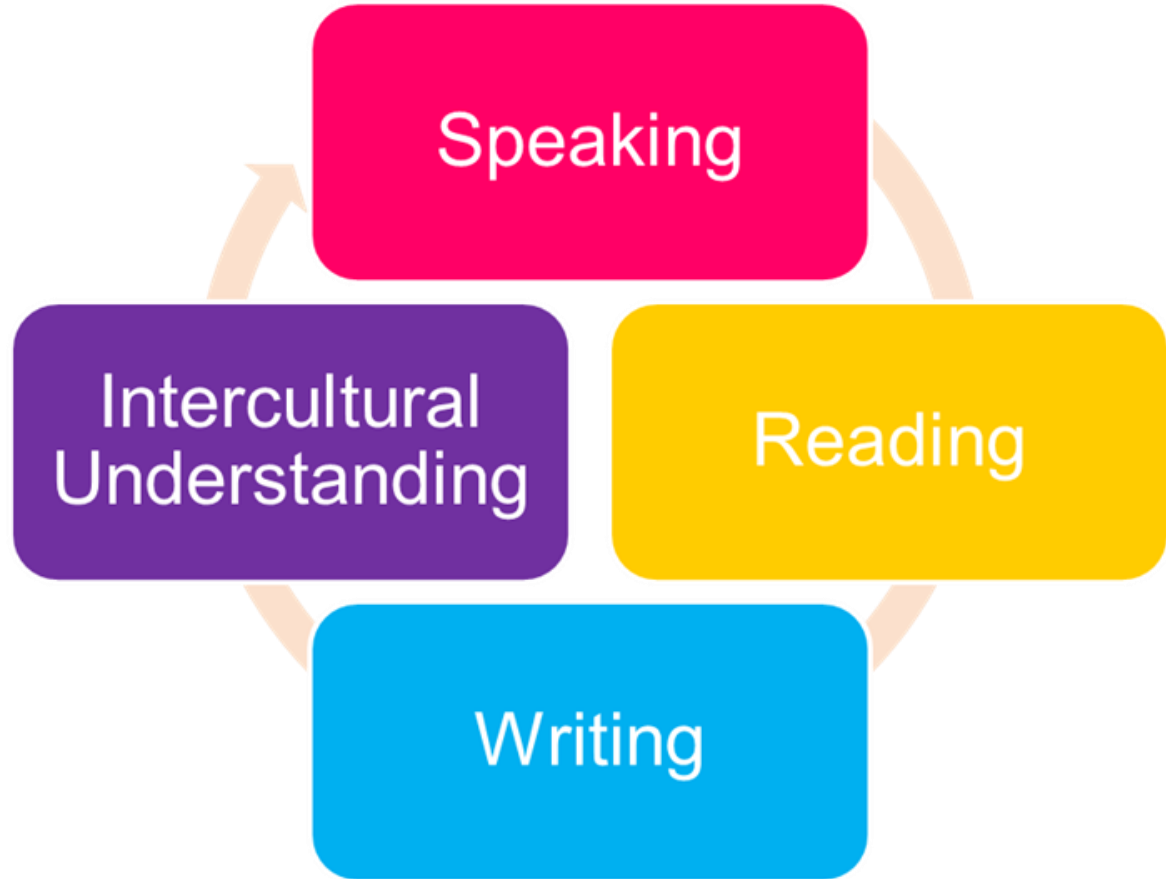 Speaking
Reading
Writing
Intercultural
Understanding